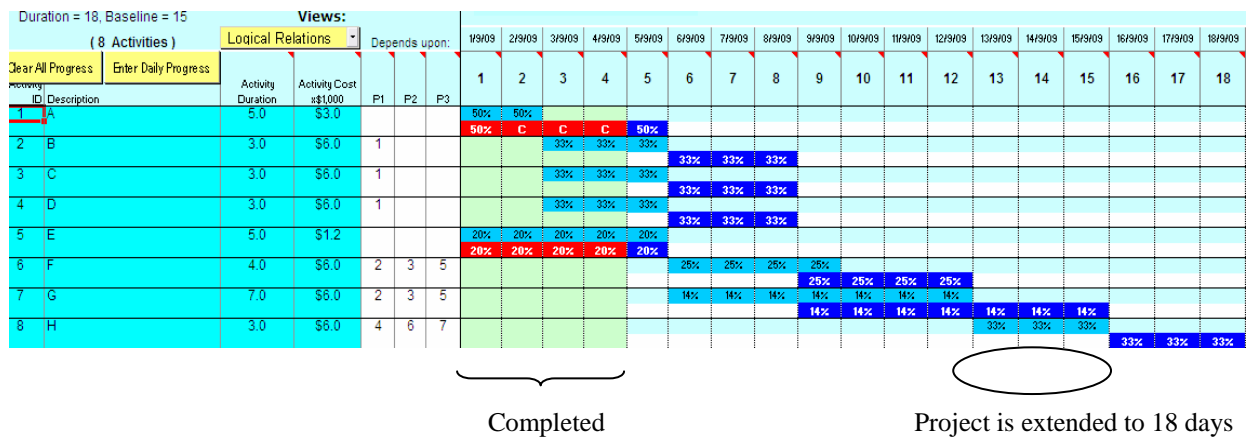 Duration = 18, Baseline = 15 Views:
( 8 Activities ) Logical Relations Depends upon: 1/9/09 2/9/09 3/9/09 4/9/09 5/9/09 6/9/09 7/9/09 8/9/09 9/9/09 10/9/09 11/9/09 12/9/09 13/9/09 14/9/09 15/9/09 16/9/09 17/9/09 18/9/09
Clear All Progress Enter Daily Progress
1 2 3 4 5 6 7 8 9 10 11 12 13 14 15 16 17 18
Activity Activity Cost
ID Description Duration x$1,000 P1 P2 P3
1 A 5.0 $3.0 50% 50%
50% C C C 50%
2 B 3.0 $6.0 1 33% 33% 33%
33% 33% 33%
3 C 3.0 $6.0 1 33% 33% 33%
33% 33% 33%
4 D 3.0 $6.0 1 33% 33% 33%
33% 33% 33%
5 E 5.0 $1.2 20% 20% 20% 20% 20%
20% 20% 20% 20% 20%
6 F 4.0 $6.0 2 3 5 25% 25% 25% 25%
25% 25% 25% 25%
7 G 7.0 $6.0 2 3 5 14% 14% 14% 14% 14% 14% 14%
14% 14% 14% 14% 14% 14% 14%
8 H 3.0 $6.0 4 6 7 33% 33% 33%
33% 33% 33%
Completed Project is extended to 18 days